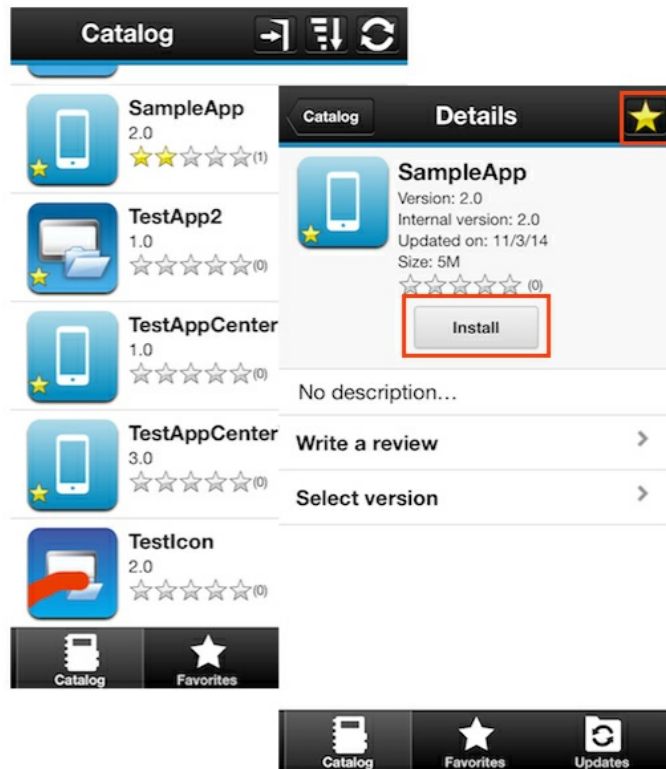 Catalog
SampleApp
2.0
(1)
TestApp2
1.0
(0)
TestAppCenter
1.0
(0)
TestAppCenter
3.0
(0)
TestIcon
2.0
(0)
Catalog
Favorites
Catalog
Details
SampleApp
Version: 2.0
Internal version: 2.0
Updated on: 11/3/14
Size: 5M
(0)
Install
No description...
Write a review
Select version
Catalog
Favorites
Updates